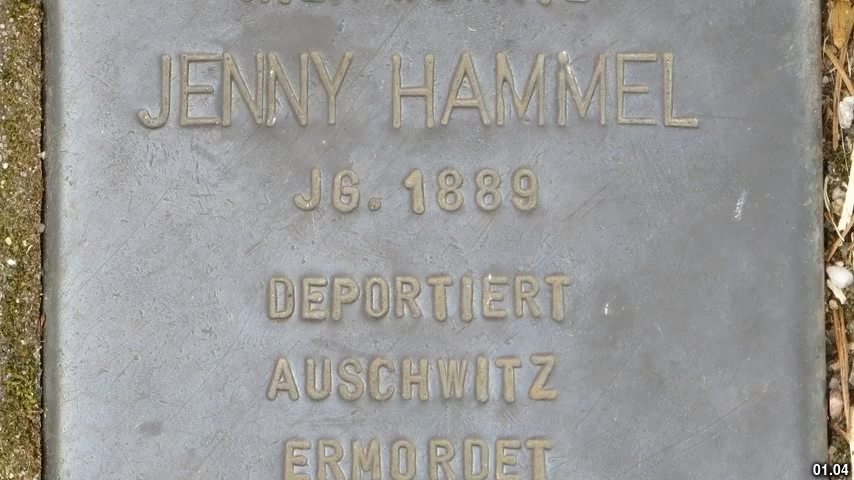 JENNY HAMMEL
JG. 1889
DEPORTIERT
AUSCHWITZ
ERMORDET
01.04